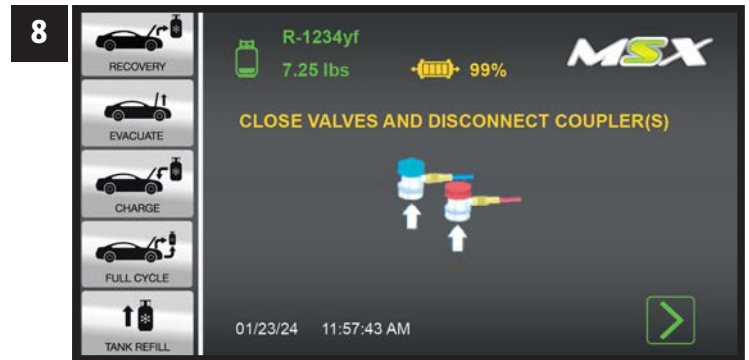 8
RECOVERY
EVACUATE
CHARGE
FULL CYCLE
TANK REFILL
R-1234yf
7.25 lbs
99%
MSX
CLOSE VALVES AND DISCONNECT COUPLER(S)
01/23/24 11:57:43 AM